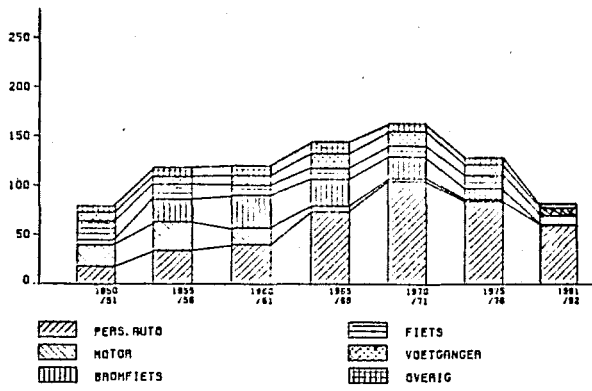 250
200
150
100
50
0
1950 1955 1960 1965 1970 1975 1981
/51 /56 /61 /66 /71 /76 /82
PERS. AUTO FIETS
MOTOR VOETGANGER
BROMFIETS OVERIG